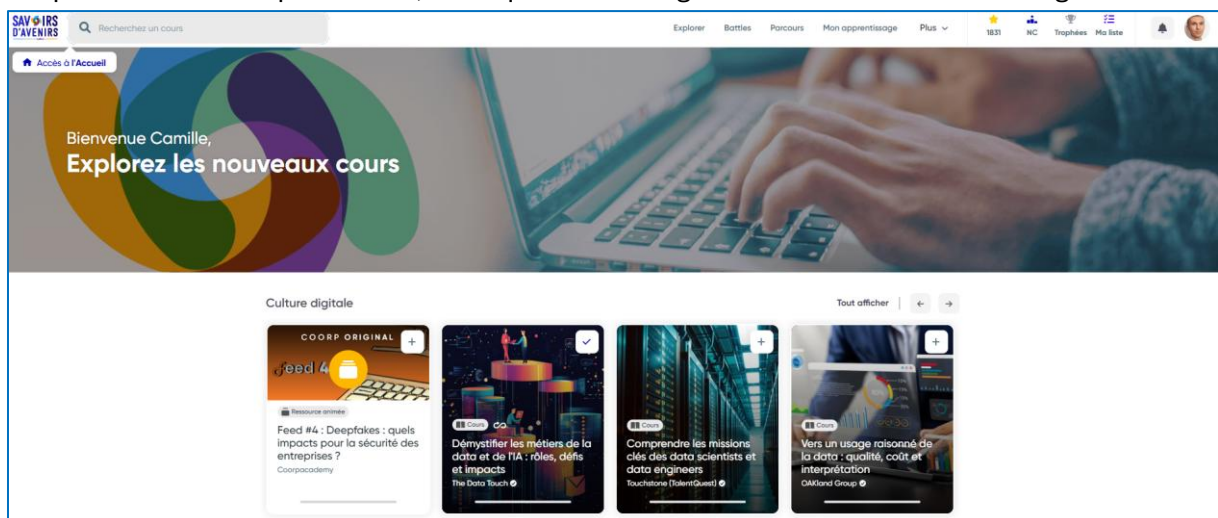 SAVOIRS
D'AVENIRS
Recherchez un cours
Explorer
Battles
Parcours
Mon apprentissage
Plus
1831
NC
Trophées
Ma liste
Accès à l'Accueil
Bienvenue Camille,
Explorez les nouveaux cours
Culture digitale
Tout afficher
COORP ORIGINAL
feed 4
Ressource animée
Feed #4 : Deepfakes : quels
impacts pour la sécurité des
entreprises ?
Coorpacademy
Cours
Démystifier les métiers de la
data et de l'IA : rôles, défis
et impacts
The Data Touch
Cours
Comprendre les missions
clés des data scientists et
data engineers
Touchstone (TalentQuest)
Cours
Vers un usage raisonné de
la data : qualité, coût et
interprétation
OAKland Group